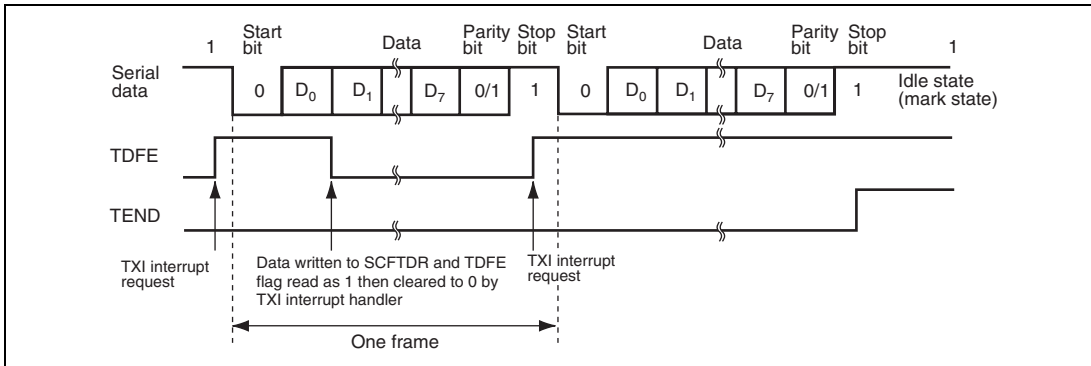 1 Start bit Data Parity bit Stop bit Start bit Data Parity bit Stop bit 1
Serial data 0 D0 D1 D7 0/1 1 0 D0 D1 D7 0/1 1 Idle state (mark state)
TDFE
TEND
TXI interrupt request
Data written to SCFTDR and TDFE
flag read as 1 then cleared to 0 by
TXI interrupt handler
TXI interrupt request
One frame